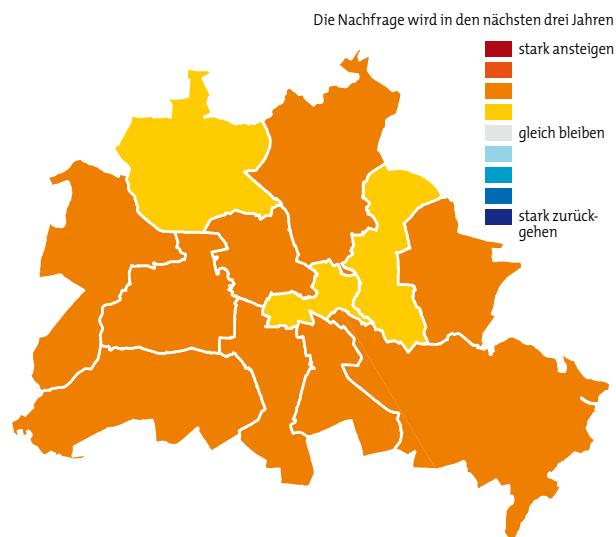 Die Nachfrage wird in den nächsten drei Jahren
stark ansteigen
gleich bleiben
stark zurück-
gehen